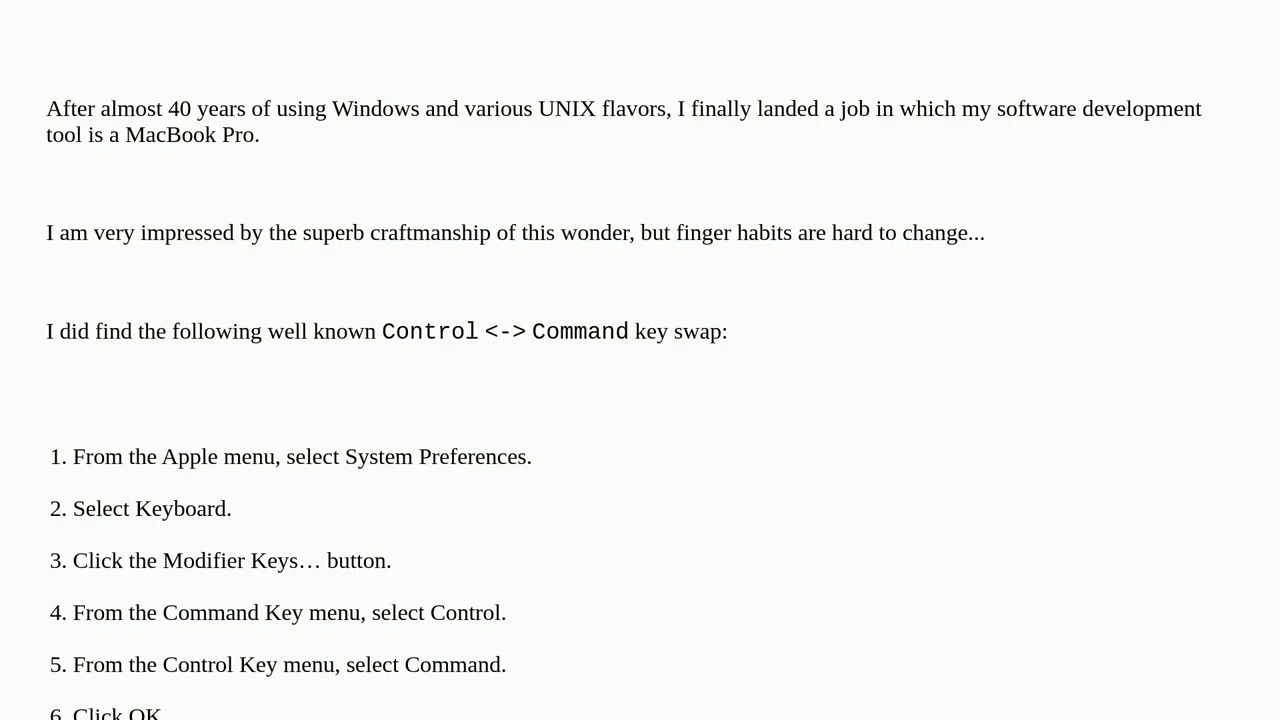 After almost 40 years of using Windows and various UNIX flavors, I finally landed a job in which my software development
tool is a MacBook Pro.
I am very impressed by the superb craftmanship of this wonder, but finger habits are hard to change...
I did find the following well known Control <-> Command key swap:
1. From the Apple menu, select System Preferences.
2. Select Keyboard.
3. Click the Modifier Keys… button.
4. From the Command Key menu, select Control.
5. From the Control Key menu, select Command.
6. Click OK